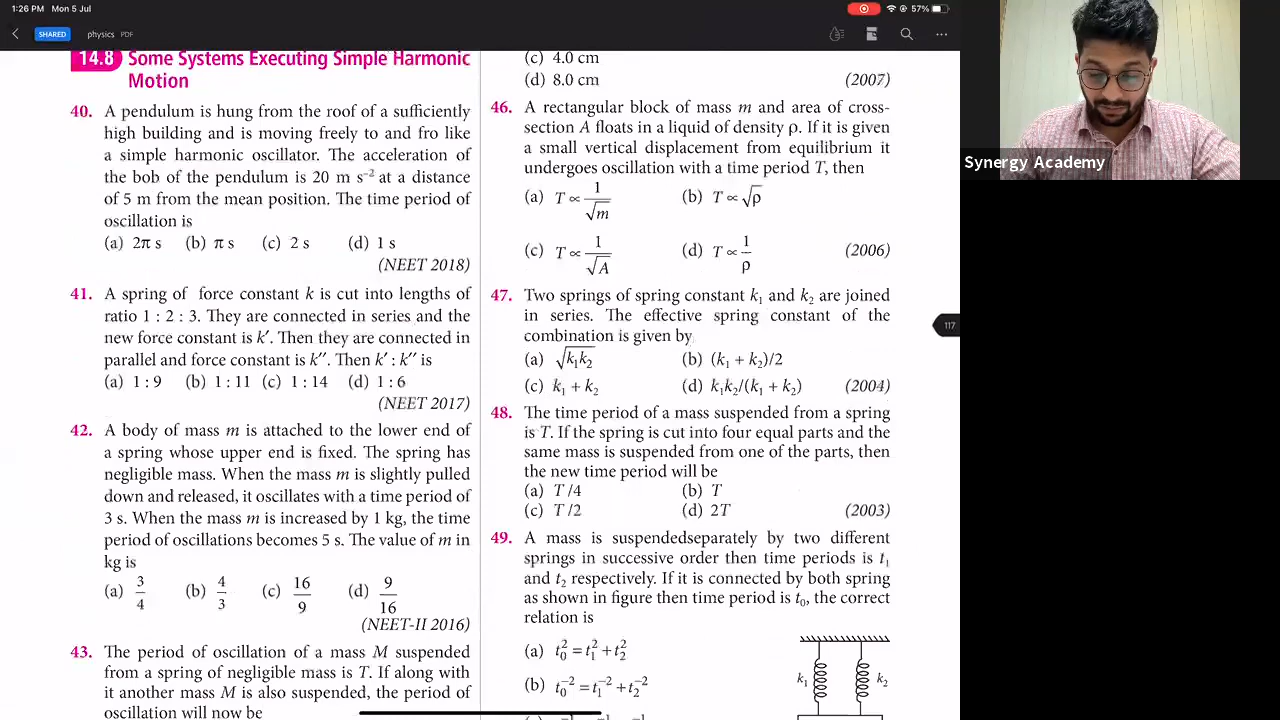 1:26 PM Mon 5 Jul
57%
SHARED
physics PDF
14.8 Some Systems Executing Simple Harmonic
Motion
40. A pendulum is hung from the roof of a sufficiently
high building and is moving freely to and fro like
a simple harmonic oscillator. The acceleration of
the bob of the pendulum is 20 m s⁻² at a distance
of 5 m from the mean position. The time period of
oscillation is
(a) 2π s (b) π s (c) 2 s (d) 1 s
(NEET 2018)
41. A spring of force constant k is cut into lengths of
ratio 1 : 2 : 3. They are connected in series and the
new force constant is k′. Then they are connected in
parallel and force constant is k″. Then k′ : k″ is
(a) 1 : 9 (b) 1 : 11 (c) 1 : 14 (d) 1 : 6
(NEET 2017)
42. A body of mass m is attached to the lower end of
a spring whose upper end is fixed. The spring has
negligible mass. When the mass m is slightly pulled
down and released, it oscillates with a time period of
3 s. When the mass m is increased by 1 kg, the time
period of oscillations becomes 5 s. The value of m in
kg is
(a) 3/4 (b) 4/3 (c) 16/9 (d) 9/16
(NEET-II 2016)
43. The period of oscillation of a mass M suspended
from a spring of negligible mass is T. If along with
it another mass M is also suspended, the period of
oscillation will now be
(c) 4.0 cm
(d) 8.0 cm (2007)
46. A rectangular block of mass m and area of cross-
section A floats in a liquid of density ρ. If it is given
a small vertical displacement from equilibrium it
undergoes oscillation with a time period T, then
(a) T ∝ 1/√m (b) T ∝ √ρ
(c) T ∝ 1/√A (d) T ∝ 1/ρ (2006)
47. Two springs of spring constant k₁ and k₂ are joined
in series. The effective spring constant of the
combination is given by
(a) √k₁k₂ (b) (k₁ + k₂)/2
(c) k₁ + k₂ (d) k₁k₂/(k₁ + k₂) (2004)
48. The time period of a mass suspended from a spring
is T. If the spring is cut into four equal parts and the
same mass is suspended from one of the parts, then
the new time period will be
(a) T/4 (b) T
(c) T/2 (d) 2T (2003)
49. A mass is suspendedseparately by two different
springs in successive order then time periods is t₁
and t₂ respectively. If it is connected by both spring
as shown in figure then time period is t₀, the correct
relation is
(a) t₀² = t₁² + t₂²
(b) t₀⁻² = t₁⁻² + t₂⁻²
k₁ k₂
117
Synergy Academy